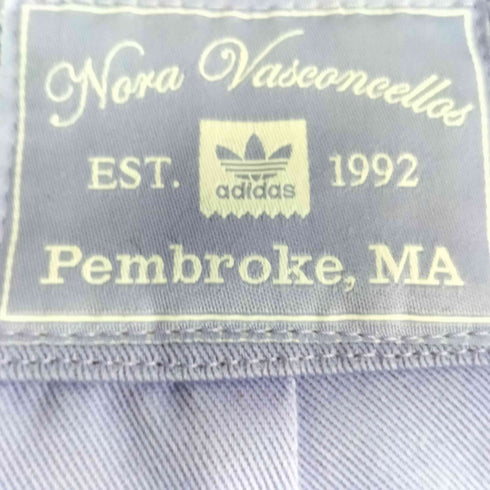 Nora Vasconcellos
EST. adidas 1992
Pembroke, MA